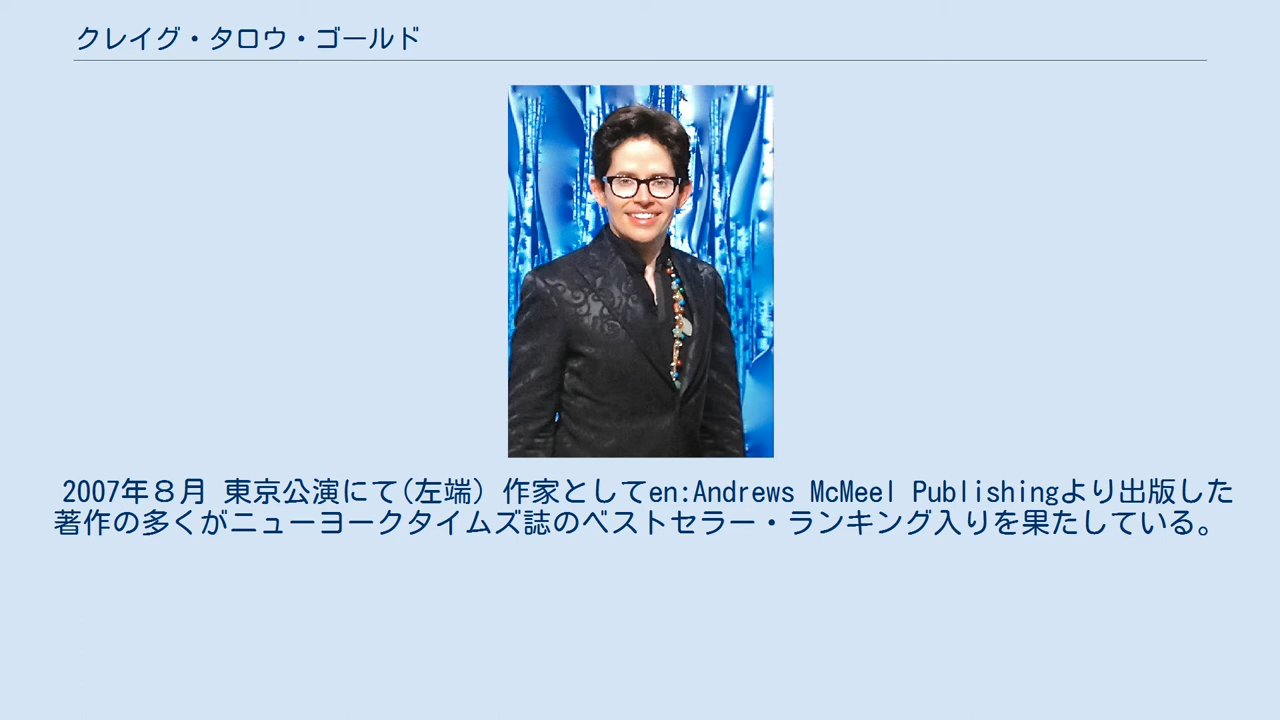 クレイグ・タロウ・ゴールド
2007年８月 東京公演にて(左端） 作家としてen:Andrews McMeel Publishingより出版した
著作の多くがニューヨークタイムズ誌のベストセラー・ランキング入りを果たしている。